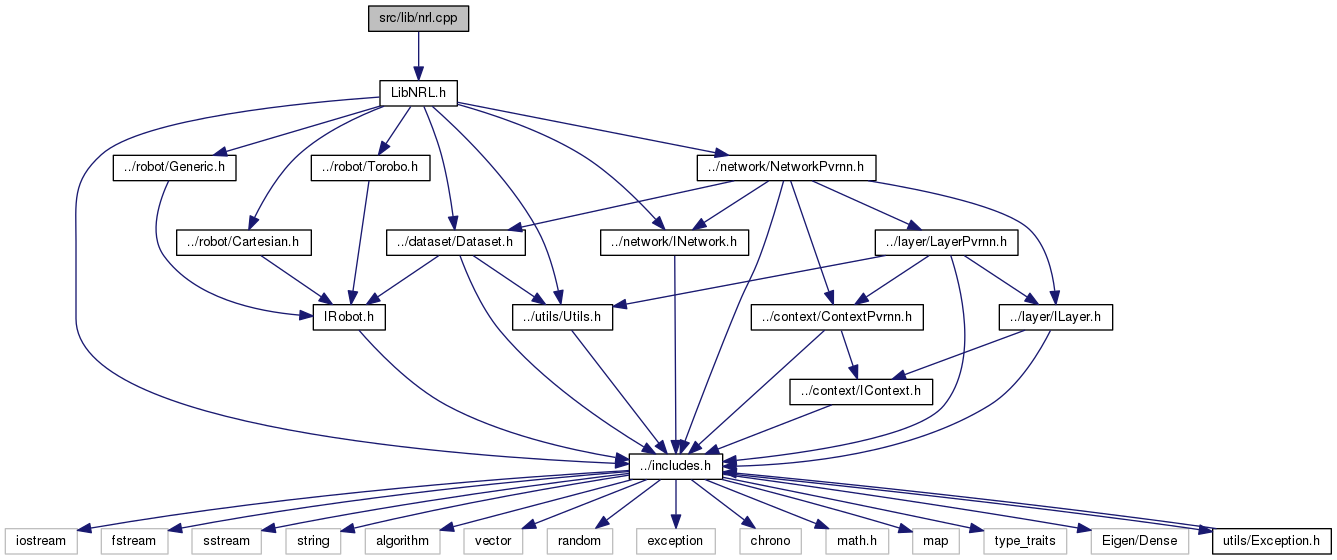 src/lib/nrl.cpp
LibNRL.h
../robot/Generic.h
../robot/Torobo.h
../network/NetworkPvrnn.h
../robot/Cartesian.h
../dataset/Dataset.h
../network/INetwork.h
../layer/LayerPvrnn.h
IRobot.h
../utils/Utils.h
../context/ContextPvrnn.h
../layer/ILayer.h
../context/IContext.h
../includes.h
iostream
fstream
sstream
string
algorithm
vector
random
exception
chrono
math.h
map
type_traits
Eigen/Dense
utils/Exception.h